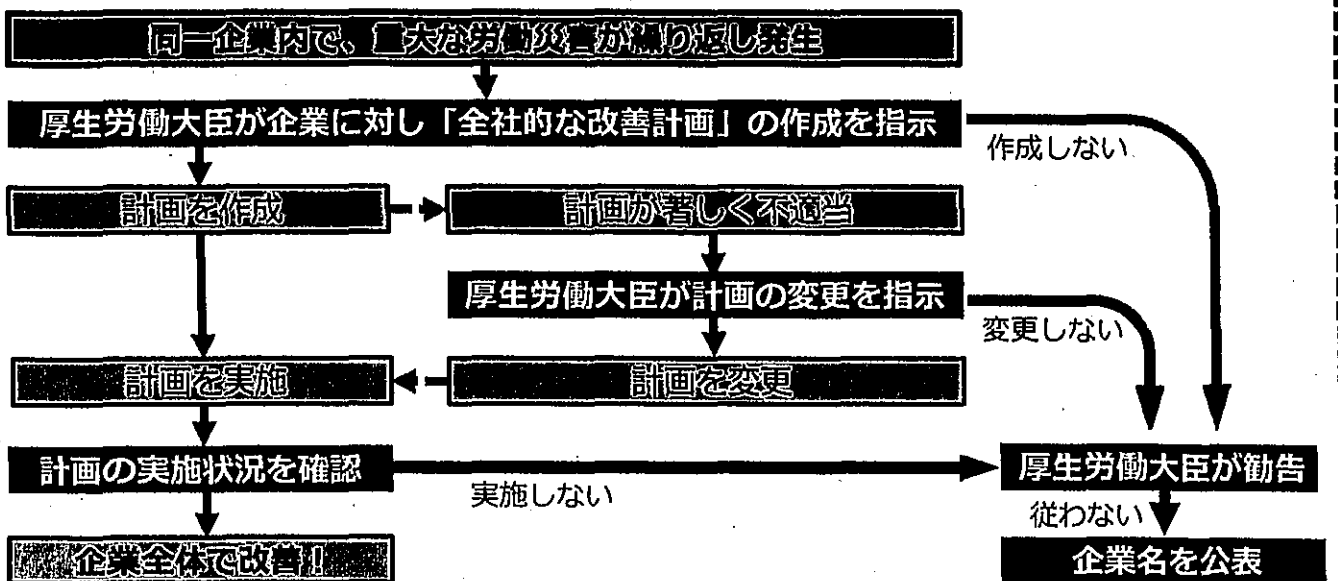 同一企業内で、重大な労働災害が繰り返し発生
厚生労働大臣が企業に対し「全社的な改善計画」の作成を指示
作成しない
計画を作成
計画が著しく不適当
厚生労働大臣が計画の変更を指示
変更しない
計画を実施
計画を変更
計画の実施状況を確認
実施しない
厚生労働大臣が勧告
従わない
企業全体で改善!
企業名を公表